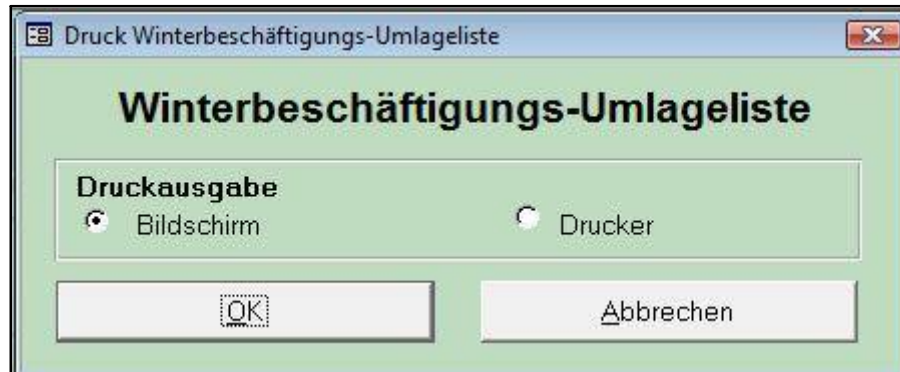 Druck Winterbeschäftigungs-Umlageliste
Winterbeschäftigungs-Umlageliste
Druckausgabe
Bildschirm Drucker
OK Abbrechen